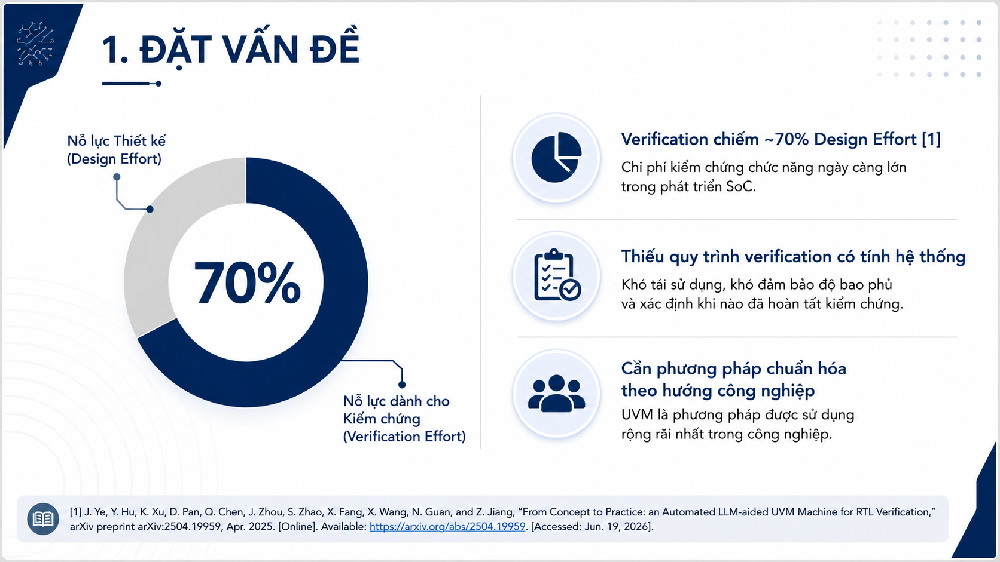 1. ĐẶT VẤN ĐỀ
Nỗ lực Thiết kế
(Design Effort)
70%
Nỗ lực dành cho
Kiểm chứng
(Verification Effort)
Verification chiếm ~70% Design Effort [1]
Chi phí kiểm chứng chức năng ngày càng lớn
trong phát triển SoC.
Thiếu quy trình verification có tính hệ thống
Khó tái sử dụng, khó đảm bảo độ bao phủ
và xác định khi nào đã hoàn tất kiểm chứng.
Cần phương pháp chuẩn hóa
theo hướng công nghiệp
UVM là phương pháp được sử dụng
rộng rãi nhất trong công nghiệp.
[1] J. Ye, Y. Hu, K. Xu, D. Pan, Q. Chen, J. Zhou, S. Zhao, X. Fang, X. Wang, N. Guan, and Z. Jiang, “From Concept to Practice: an Automated LLM-aided UVM Machine for RTL Verification,”
arXiv preprint arXiv:2504.19959, Apr. 2025. [Online]. Available: https://arxiv.org/abs/2504.19959. [Accessed: Jun. 19, 2026].